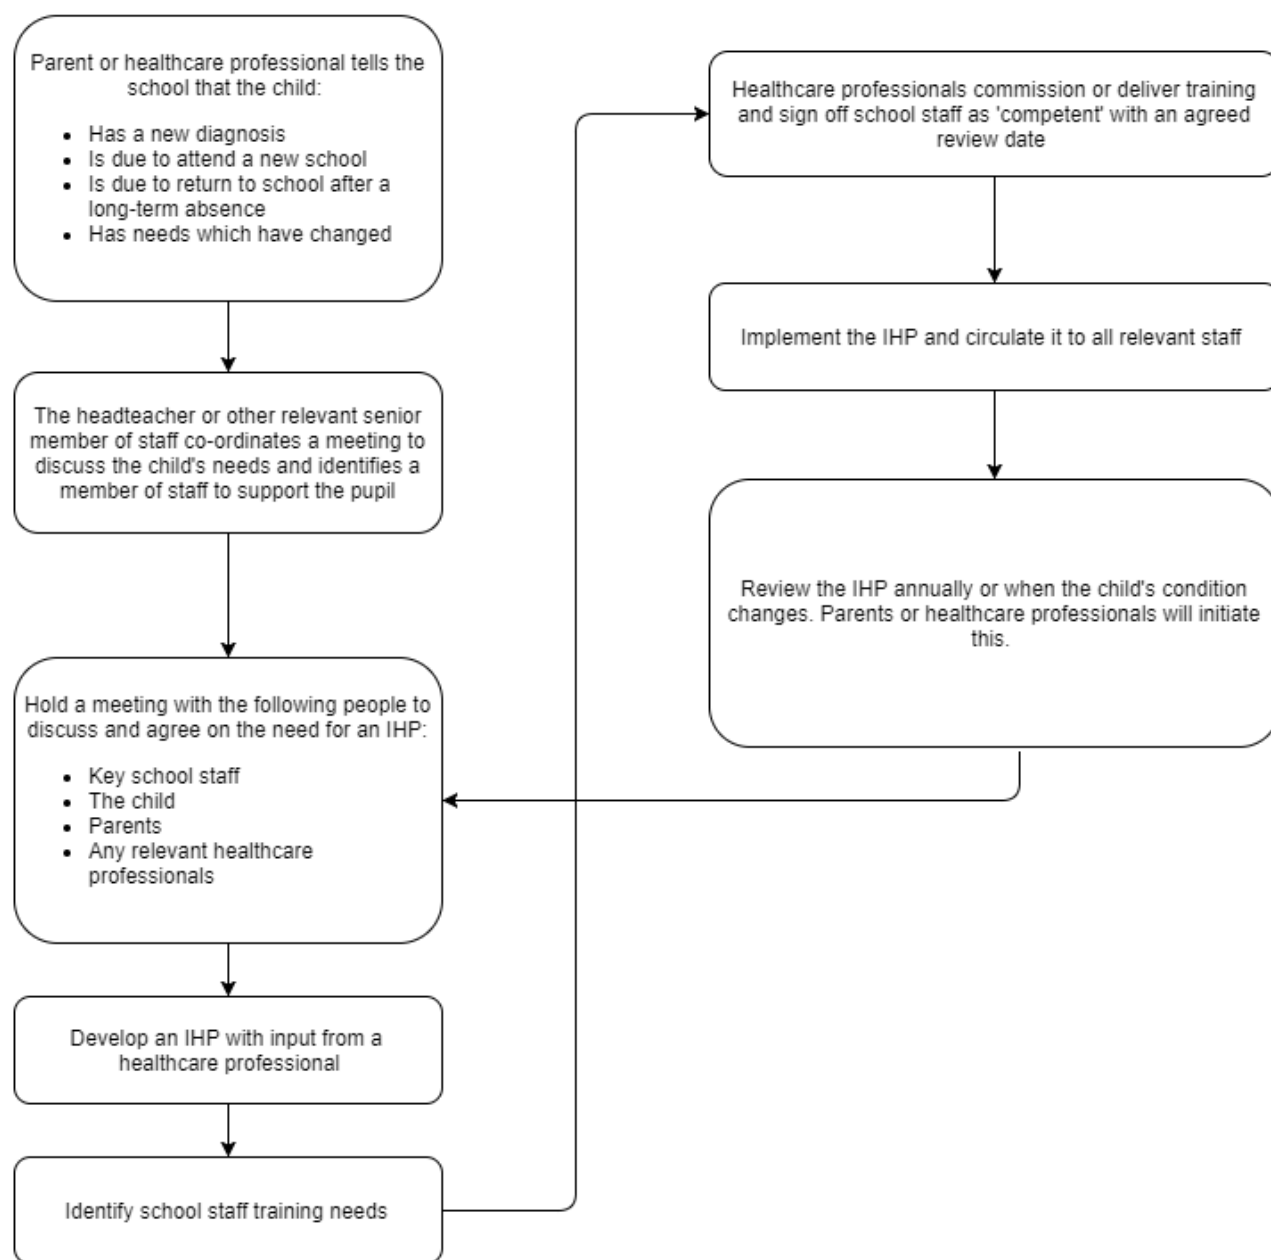 Parent or healthcare professional tells the
school that the child:
• Has a new diagnosis
• Is due to attend a new school
• Is due to return to school after a
long-term absence
• Has needs which have changed
The headteacher or other relevant senior
member of staff co-ordinates a meeting to
discuss the child's needs and identifies a
member of staff to support the pupil
Hold a meeting with the following people to
discuss and agree on the need for an IHP:
• Key school staff
• The child
• Parents
• Any relevant healthcare
professionals
Develop an IHP with input from a
healthcare professional
Identify school staff training needs
Healthcare professionals commission or deliver training
and sign off school staff as 'competent' with an agreed
review date
Implement the IHP and circulate it to all relevant staff
Review the IHP annually or when the child's condition
changes. Parents or healthcare professionals will initiate
this.